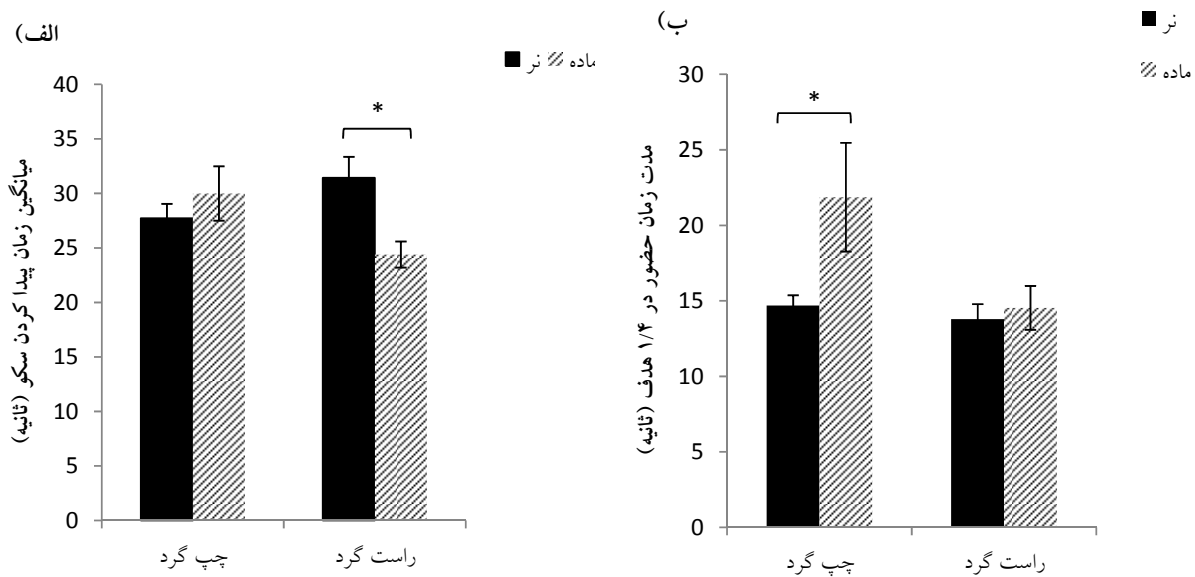 الف)
نر
ماده
میانگین زمان پیدا کردن سکو (ثانیه)
40
35
30
25
20
15
10
5
0
*
چپ گرد
راست گرد
ب)
نر
ماده
مدت زمان حضور در ۱/۴ هدف (ثانیه)
30
25
20
15
10
5
0
*
چپ گرد
راست گرد